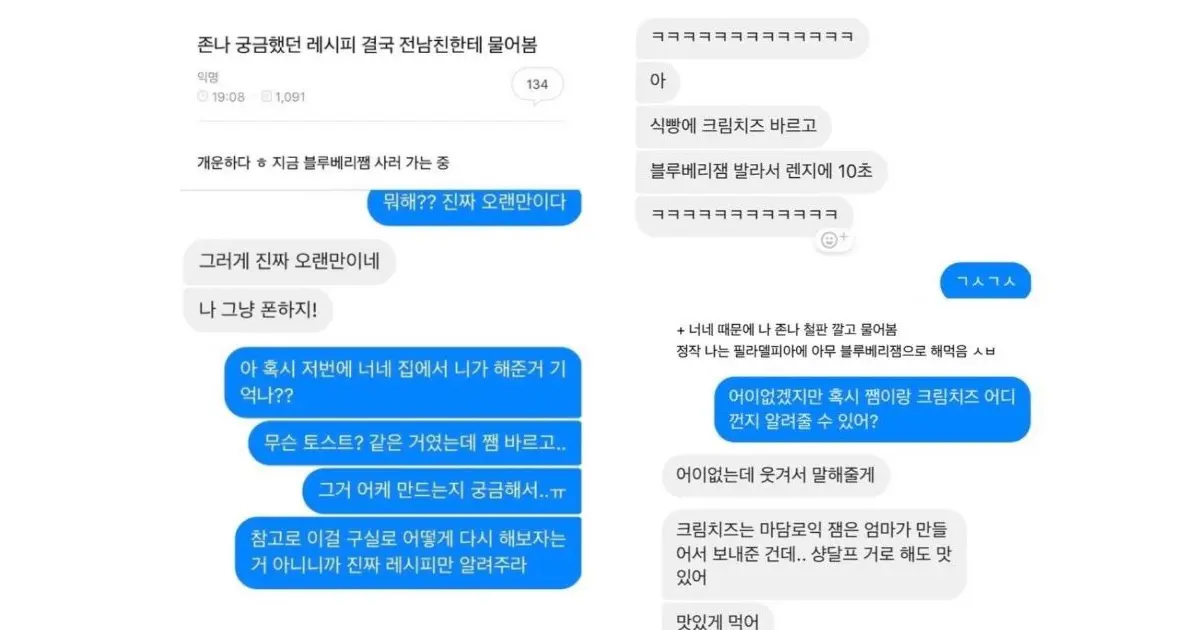 존나 궁금했던 레시피 결국 전남친한테 물어봄
익명
19:08 1,091
134
개운하다 ㅎ 지금 블루베리쨈 사러 가는 중
뭐해?? 진짜 오랜만이다
그러게 진짜 오랜만이네
나 그냥 폰하지!
아 혹시 저번에 너네 집에서 니가 해준거 기
억나??
무슨 토스트? 같은 거였는데 쨈 바르고..
그거 어케 만드는지 궁금해서..ㅠ
참고로 이걸 구실로 어떻게 다시 해보자는
거 아니니까 진짜 레시피만 알려주라
ㅋㅋㅋㅋㅋㅋㅋㅋㅋㅋㅋㅋㅋ
아
식빵에 크림치즈 바르고
블루베리잼 발라서 렌지에 10초
ㅋㅋㅋㅋㅋㅋㅋㅋㅋㅋㅋㅋ
ㄱㅅㄱㅅ
+ 너네 때문에 나 존나 철판 깔고 물어봄
정작 나는 필라델피아에 아무 블루베리잼으로 해먹음 ㅅㅂ
어이없겠지만 혹시 쨈이랑 크림치즈 어디
껀지 알려줄 수 있어?
어이없는데 웃겨서 말해줄게
크림치즈는 마담로익 잼은 엄마가 만들
어서 보내준 건데.. 샹달프 거로 해도 맛
있어
맛있게 먹어